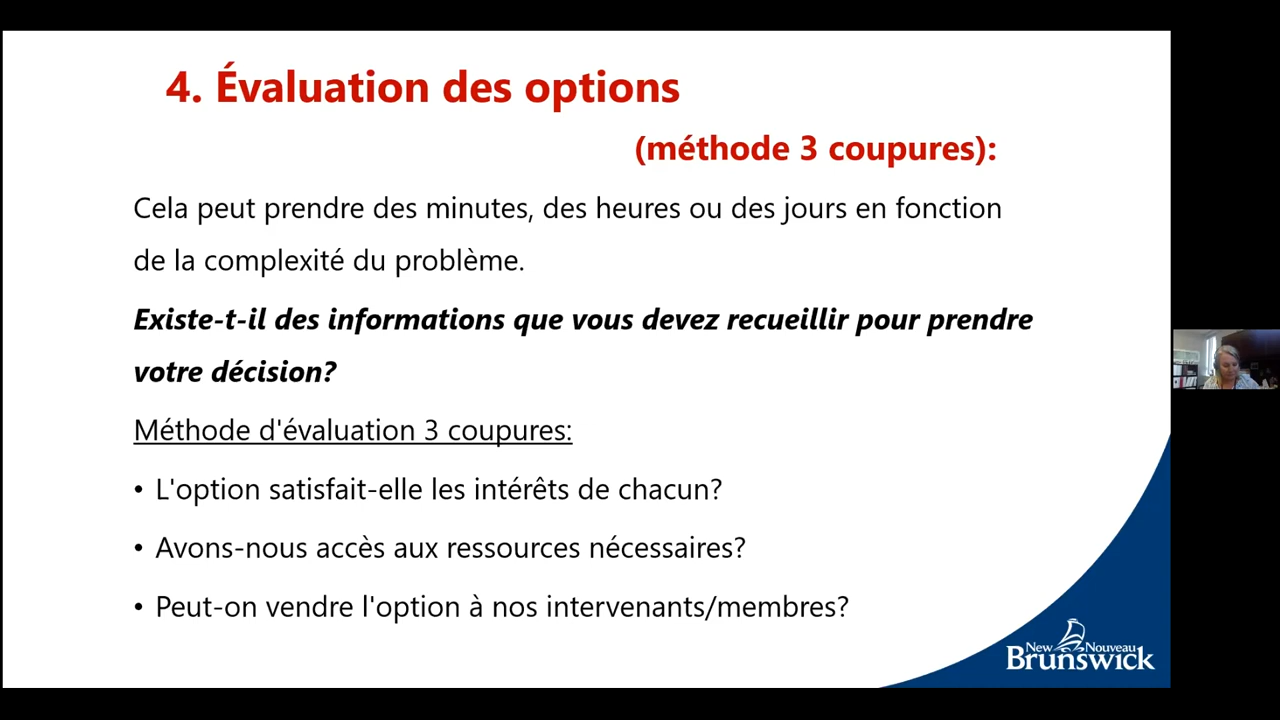 4. Évaluation des options
(méthode 3 coupures):
Cela peut prendre des minutes, des heures ou des jours en fonction
de la complexité du problème.
Existe-t-il des informations que vous devez recueillir pour prendre
votre décision?
Méthode d'évaluation 3 coupures:
• L'option satisfait-elle les intérêts de chacun?
• Avons-nous accès aux ressources nécessaires?
• Peut-on vendre l'option à nos intervenants/membres?
New Nouveau
Brunswick